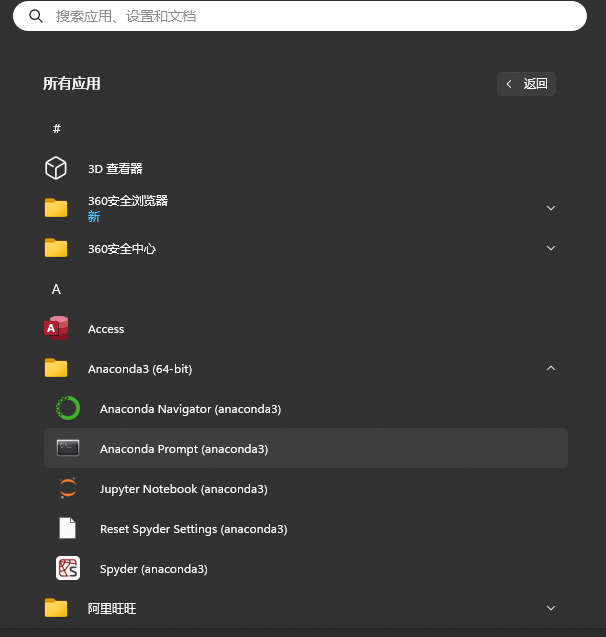 搜索应用、设置和文档
所有应用
返回
#
3D 查看器
360安全浏览器
新
360安全中心
A
Access
Anaconda3 (64-bit)
Anaconda Navigator (anaconda3)
Anaconda Prompt (anaconda3)
Jupyter Notebook (anaconda3)
Reset Spyder Settings (anaconda3)
Spyder (anaconda3)
阿里旺旺